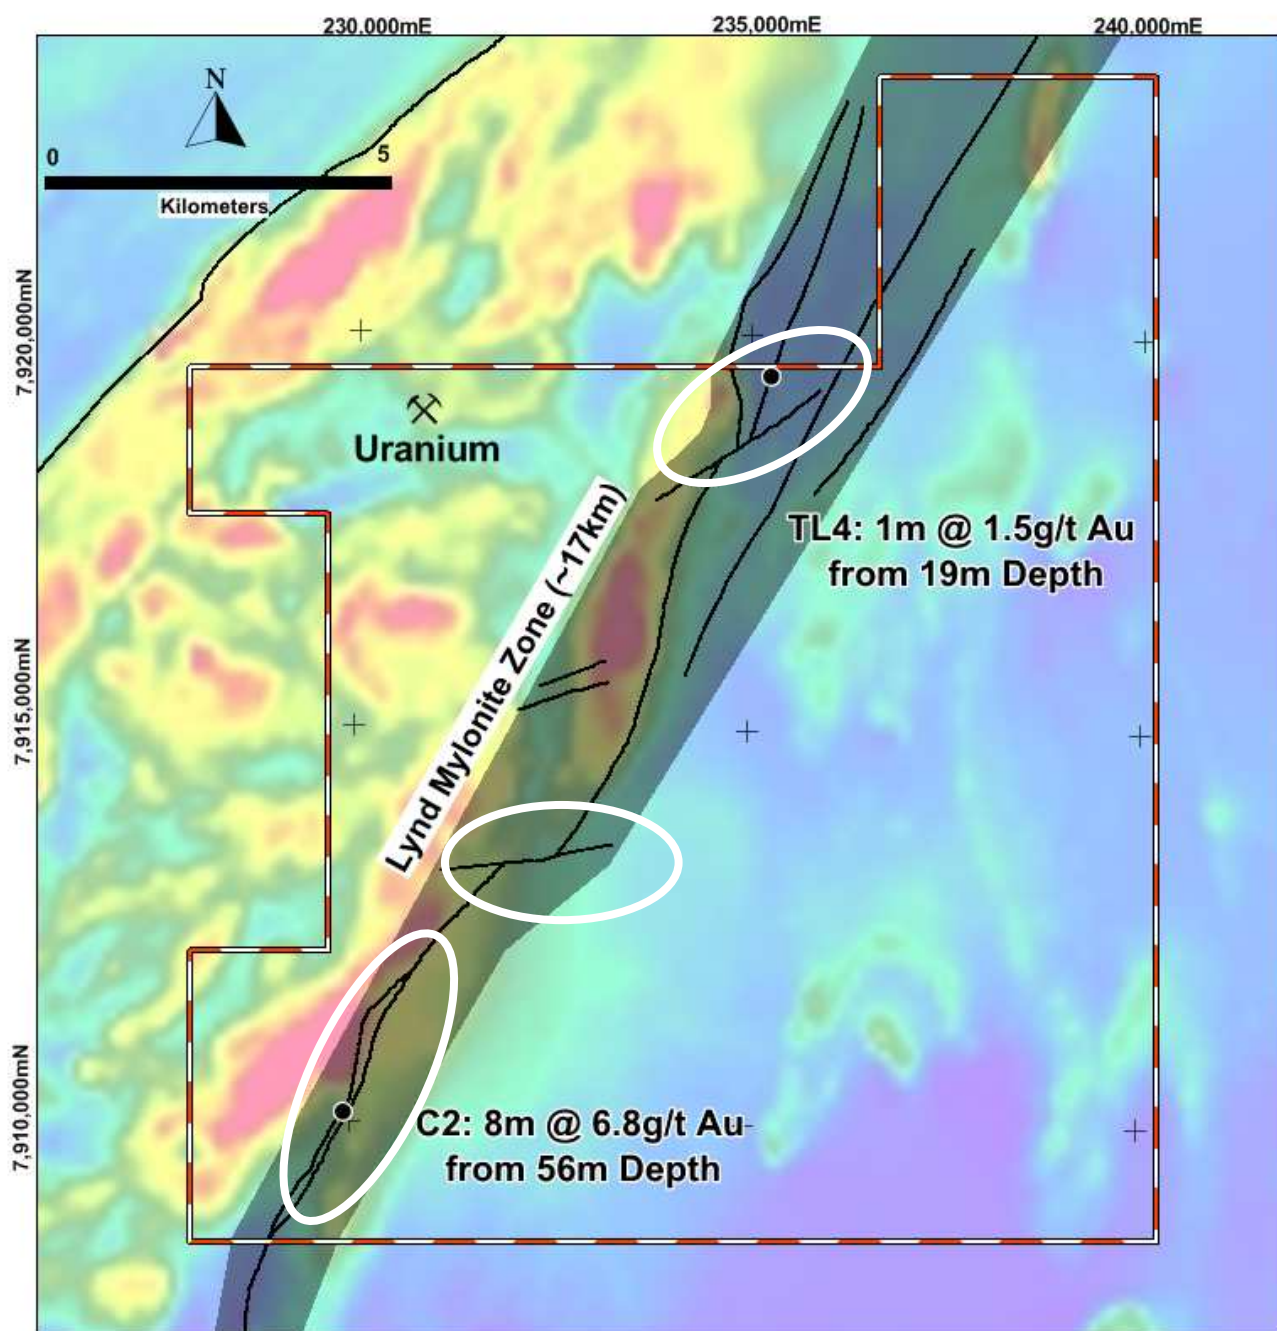 230,000mE
235,000mE
240,000mE
N
0
5
Kilometers
7,920,000mN
Uranium
Lynd Mylonite Zone (~17km)
TL4: 1m @ 1.5g/t Au
from 19m Depth
7,915,000mN
7,910,000mN
C2: 8m @ 6.8g/t Au
from 56m Depth